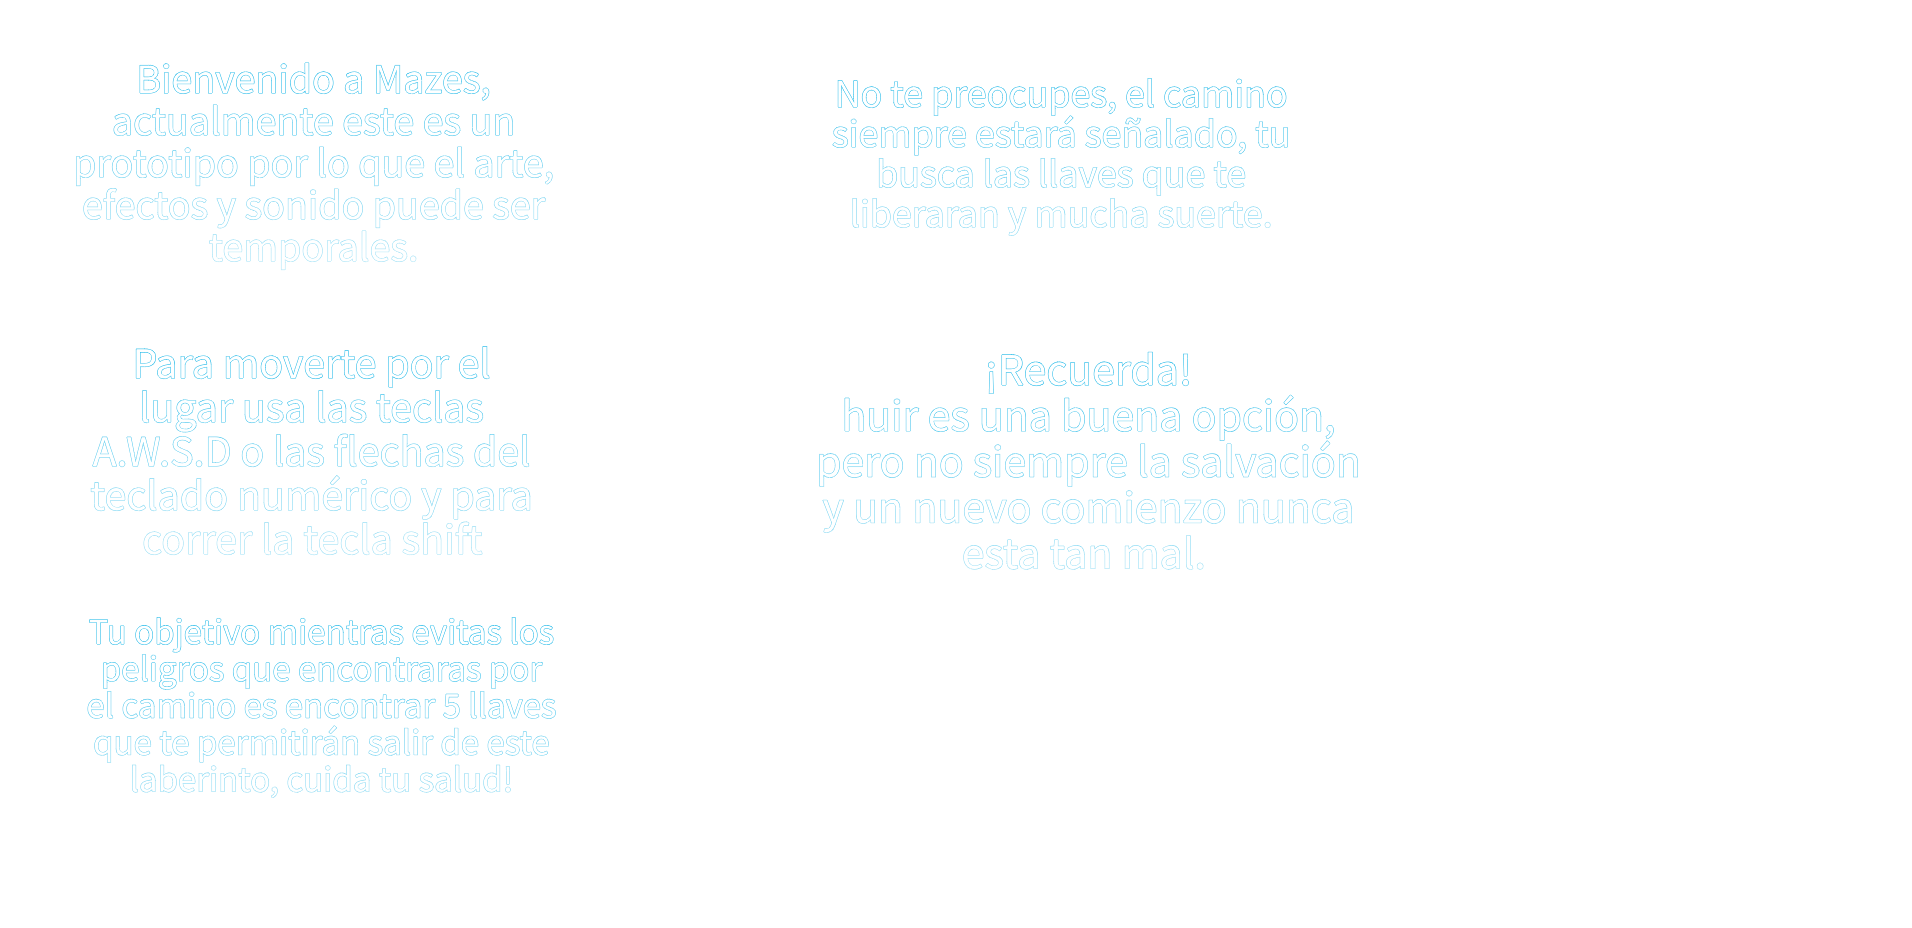 Bienvenido a Mazes,
actualmente este es un
prototipo por lo que el arte,
efectos y sonido puede ser
temporales.
Para moverte por el
lugar usa las teclas
A.W.S.D o las flechas del
teclado numérico y para
correr la tecla shift
Tu objetivo mientras evitas los
peligros que encontraras por
el camino es encontrar 5 llaves
que te permitirán salir de este
laberinto, cuida tu salud!
No te preocupes, el camino
siempre estará señalado, tu
busca las llaves que te
liberaran y mucha suerte.
¡Recuerda!
huir es una buena opción,
pero no siempre la salvación
y un nuevo comienzo nunca
esta tan mal.